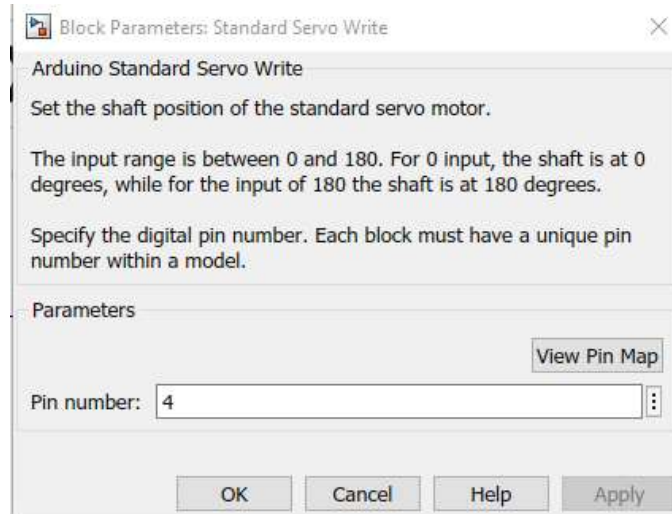 Block Parameters: Standard Servo Write
Arduino Standard Servo Write
Set the shaft position of the standard servo motor.
The input range is between 0 and 180. For 0 input, the shaft is at 0
degrees, while for the input of 180 the shaft is at 180 degrees.
Specify the digital pin number. Each block must have a unique pin
number within a model.
Parameters
View Pin Map
Pin number: 4
OK Cancel Help Apply